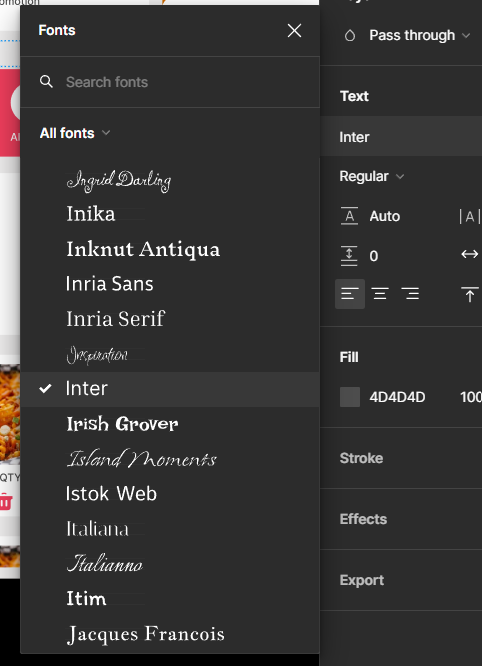 Fonts
Search fonts
All fonts
Ingrid Darling
Inika
Inknut Antiqua
Inria Sans
Inria Serif
Inspiration
Inter
Irish Grover
Island Moments
Istok Web
Italiana
Italianno
Itim
Jacques Francois
Pass through
Text
Inter
Regular
A Auto
A
0
Fill
4D4D4D 100
Stroke
Effects
Export
QTY